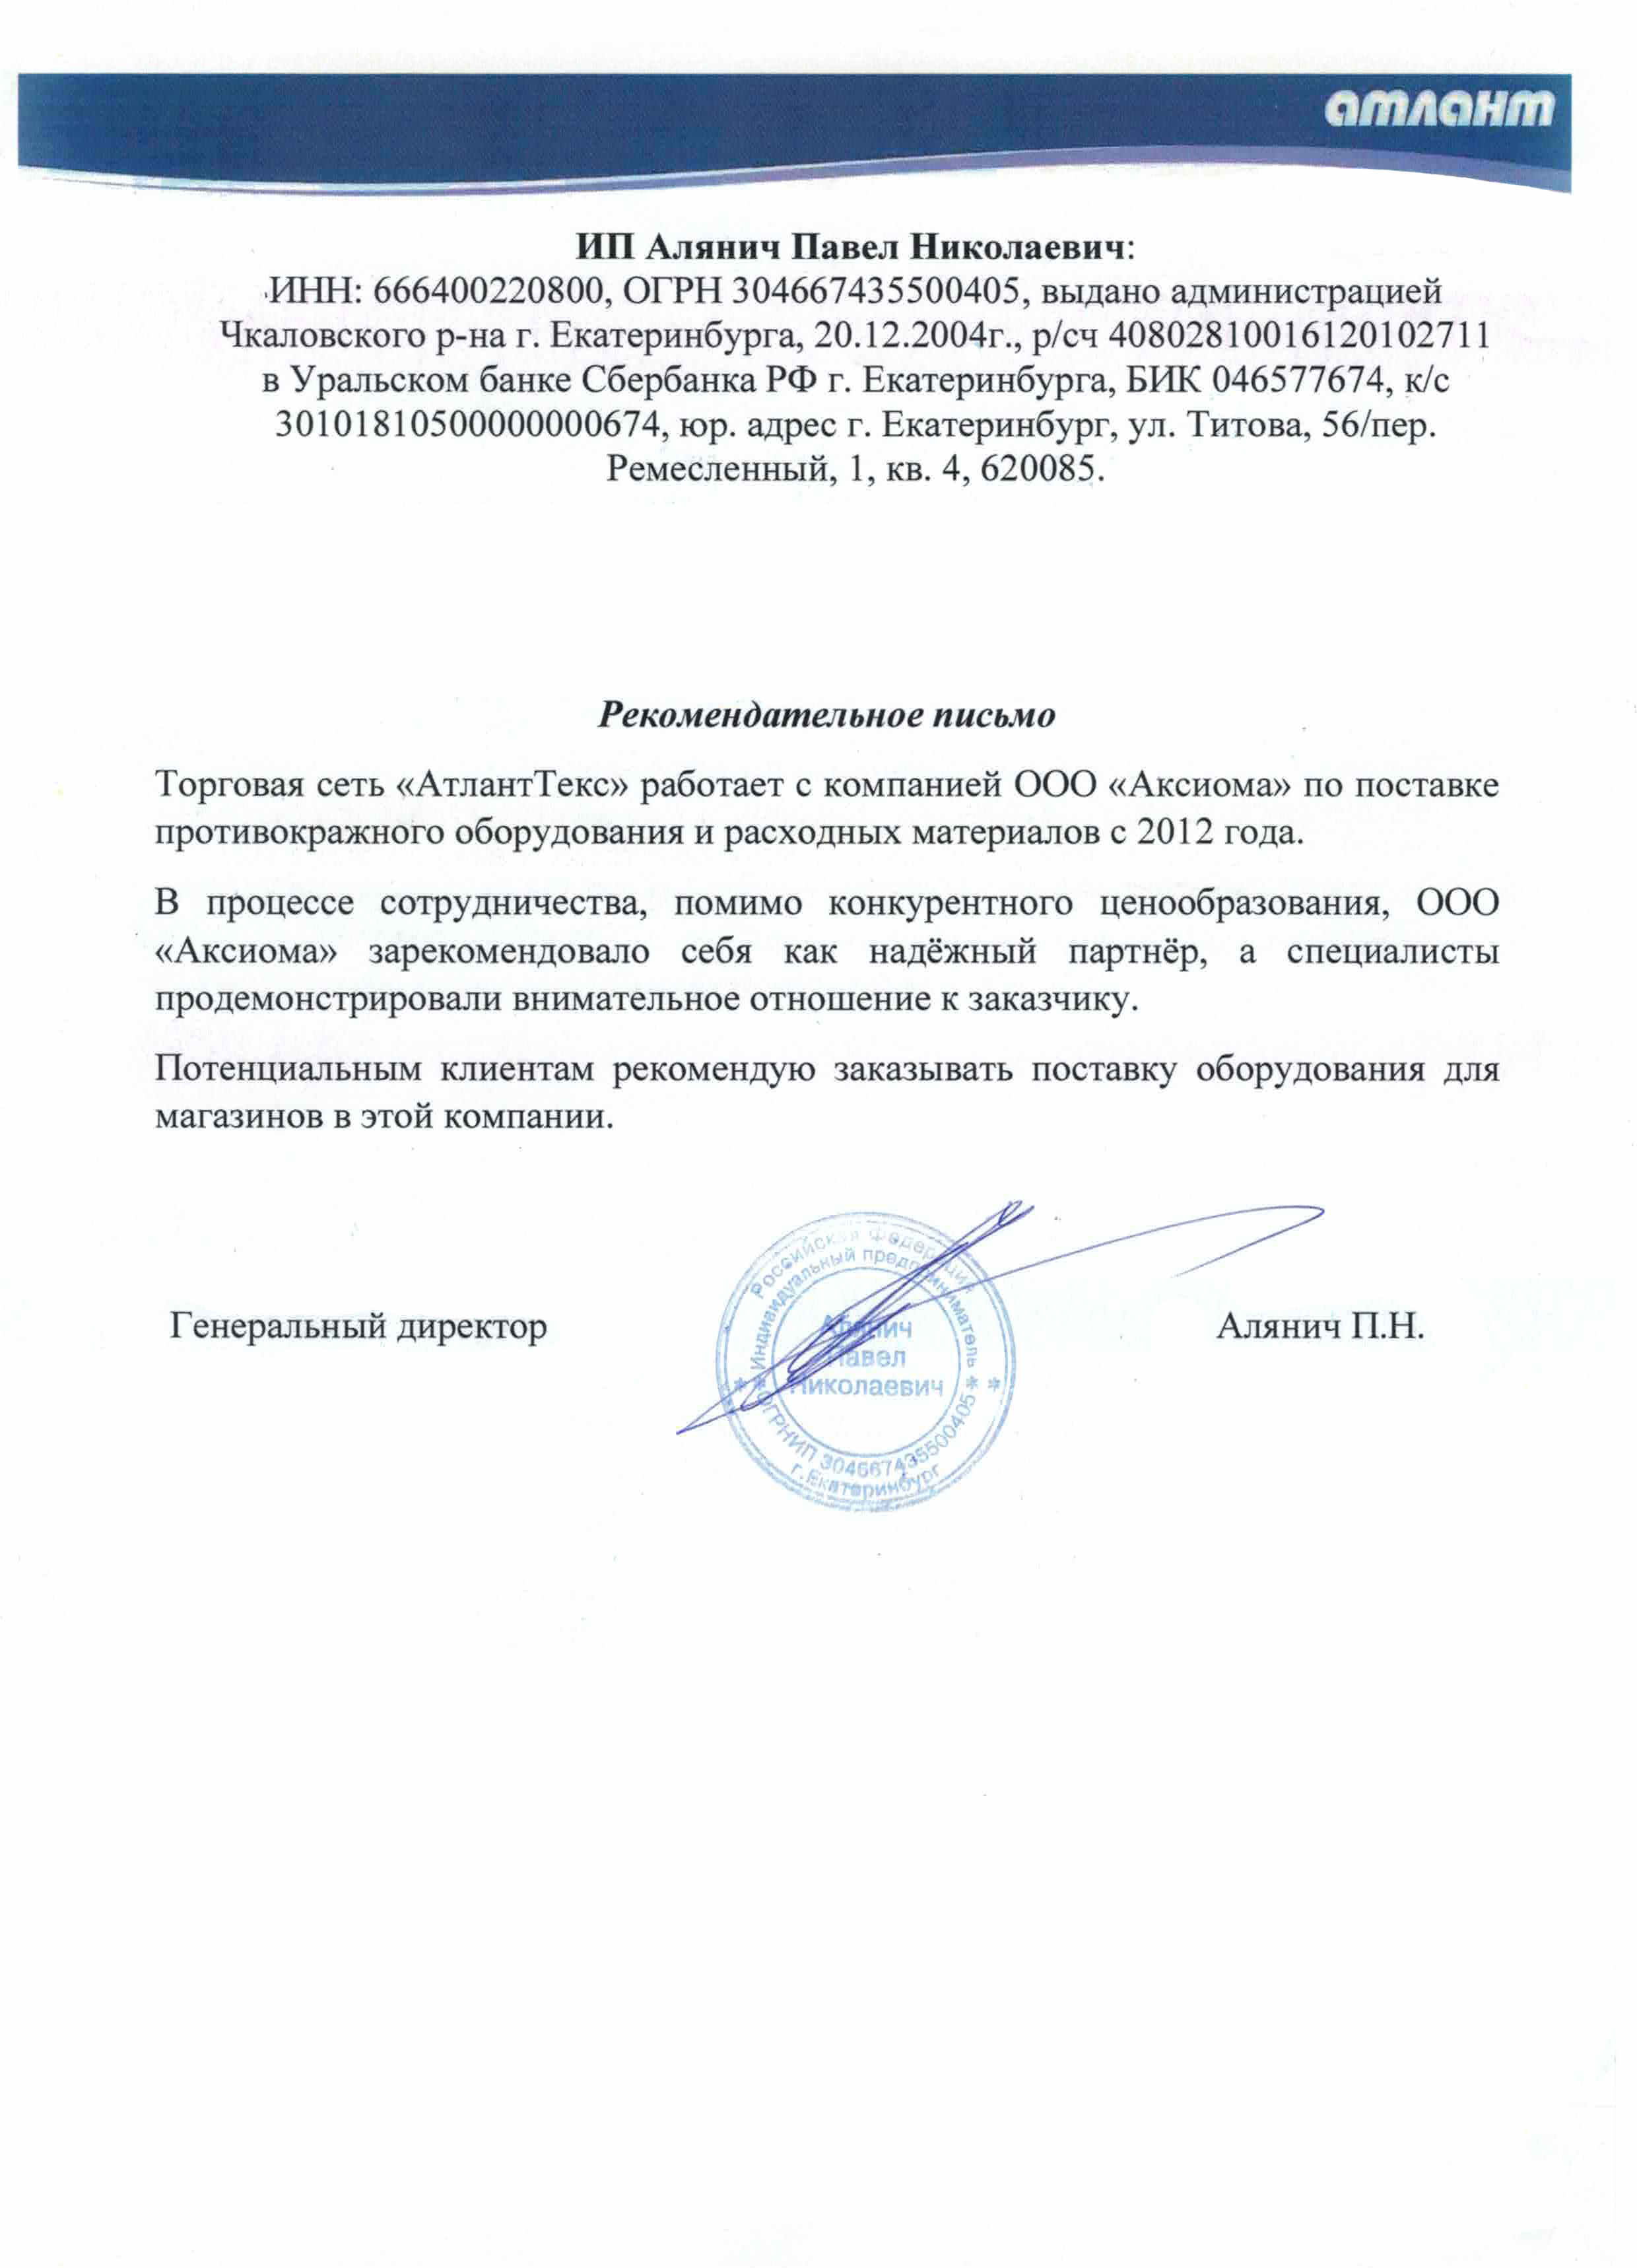 атлант
ИП Алянич Павел Николаевич:
ИНН: 666400220800, ОГРН 304667435500405, выдано администрацией
Чкаловского р-на г. Екатеринбурга, 20.12.2004г., р/сч 40802810016120102711
в Уральском банке Сбербанка РФ г. Екатеринбурга, БИК 046577674, к/с
30101810500000000674, юр. адрес г. Екатеринбург, ул. Титова, 56/пер.
Ремесленный, 1, кв. 4, 620085.
Рекомендательное письмо
Торговая сеть «АтлантТекс» работает с компанией ООО «Аксиома» по поставке
противокражного оборудования и расходных материалов с 2012 года.
В процессе сотрудничества, помимо конкурентного ценообразования, ООО
«Аксиома» зарекомендовало себя как надёжный партнёр, а специалисты
продемонстрировали внимательное отношение к заказчику.
Потенциальным клиентам рекомендую заказывать поставку оборудования для
магазинов в этой компании.
Генеральный директор
Российская Федерация
Индивидуальный предприниматель
Алянич
Павел
Николаевич
ОГРНИП 304667435500405
г.Екатеринбург
Алянич П.Н.